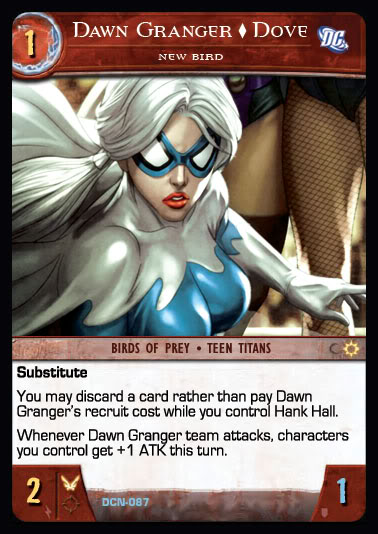 1
DAWN GRANGER ♦ DOVE
DC
NEW BIRD
BIRDS OF PREY • TEEN TITANS
C
Substitute
You may discard a card rather than pay Dawn
Granger's recruit cost while you control Hank Hall.
Whenever Dawn Granger team attacks, characters
you control get +1 ATK this turn.
2
DCN-087
1